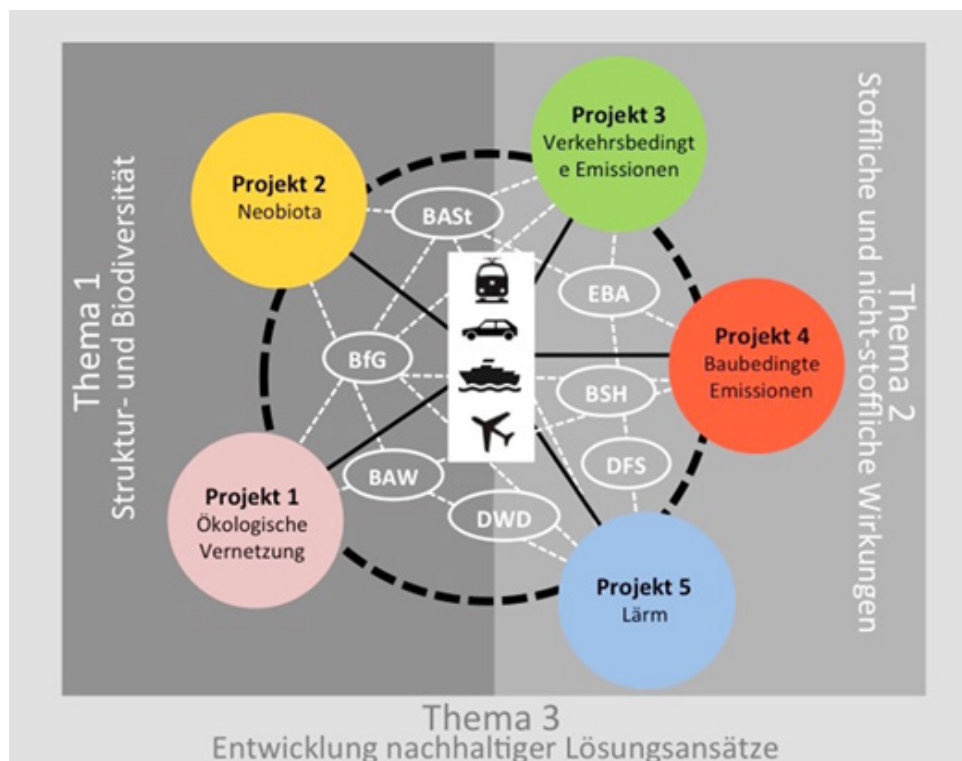 Thema 1
Struktur- und Biodiversität
Projekt 2
Neobiota
Projekt 3
Verkehrsbedingt
e Emissionen
Thema 2
Stoffliche und nicht-stoffliche Wirkungen
BASt
EBA
BfG
Projekt 4
Baubedingte
Emissionen
BSH
BAW
DFS
Projekt 1
Ökologische
Vernetzung
DWD
Projekt 5
Lärm
Thema 3
Entwicklung nachhaltiger Lösungsansätze